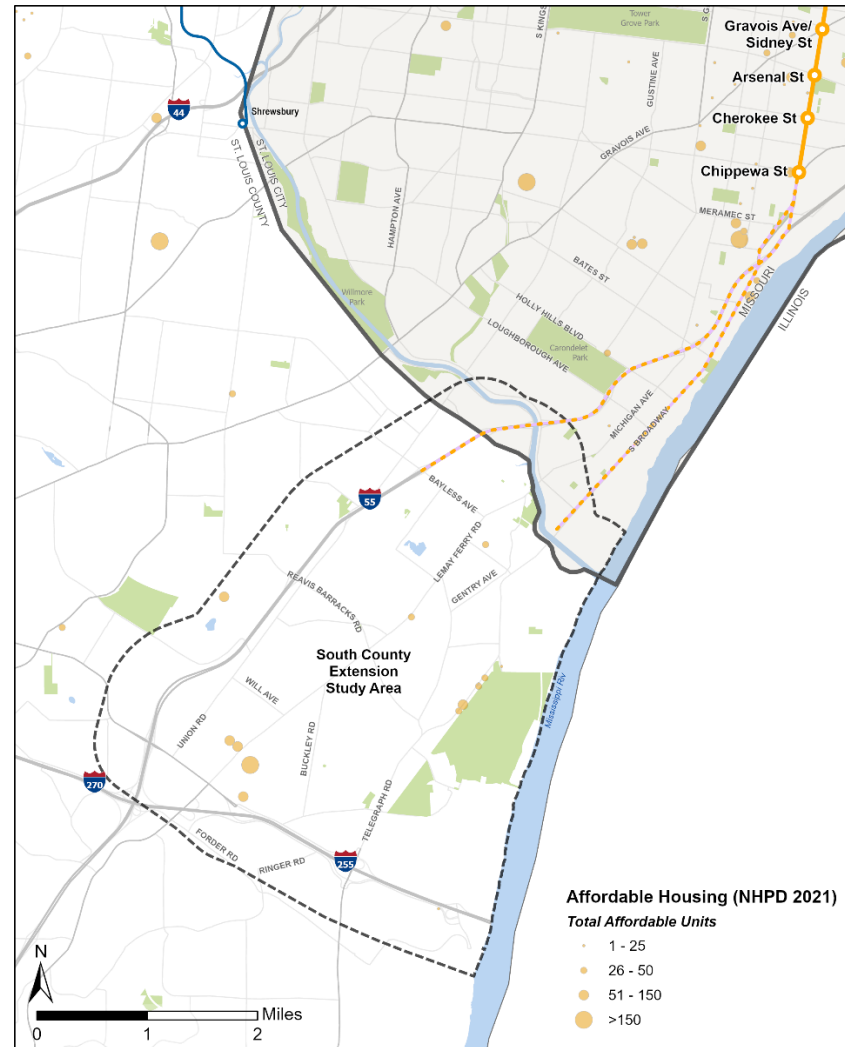 Tower
Grove Park
S KINGS
S G
Gravois Ave/
Sidney St
GUSTINE AVE
Arsenal St
44
Shrewsbury
Cherokee St
GRAVOIS AVE
ST. LOUIS CITY
ST. LOUIS COUNTY
Chippewa St
HAMPTON AVE
MERAMEC ST
BATES ST
MISSOURI
ILLINOIS
Willmore
Park
HOLLY HILLS BLVD
LOUGHBOROUGH AVE
Carondelet
Park
MICHIGAN AVE
S BROADWAY
55
BAYLESS AVE
LEMAY FERRY RD
REAVIS BARRACKS RD
GENTRY AVE
South County
Extension
Study Area
WILL AVE
Mississippi Riv
UNION RD
BUCKLEY RD
270
TELEGRAPH RD
FORDER RD
RINGER RD
255
Affordable Housing (NHPD 2021)
Total Affordable Units
1 - 25
26 - 50
51 - 150
>150
N
Miles
0 1 2